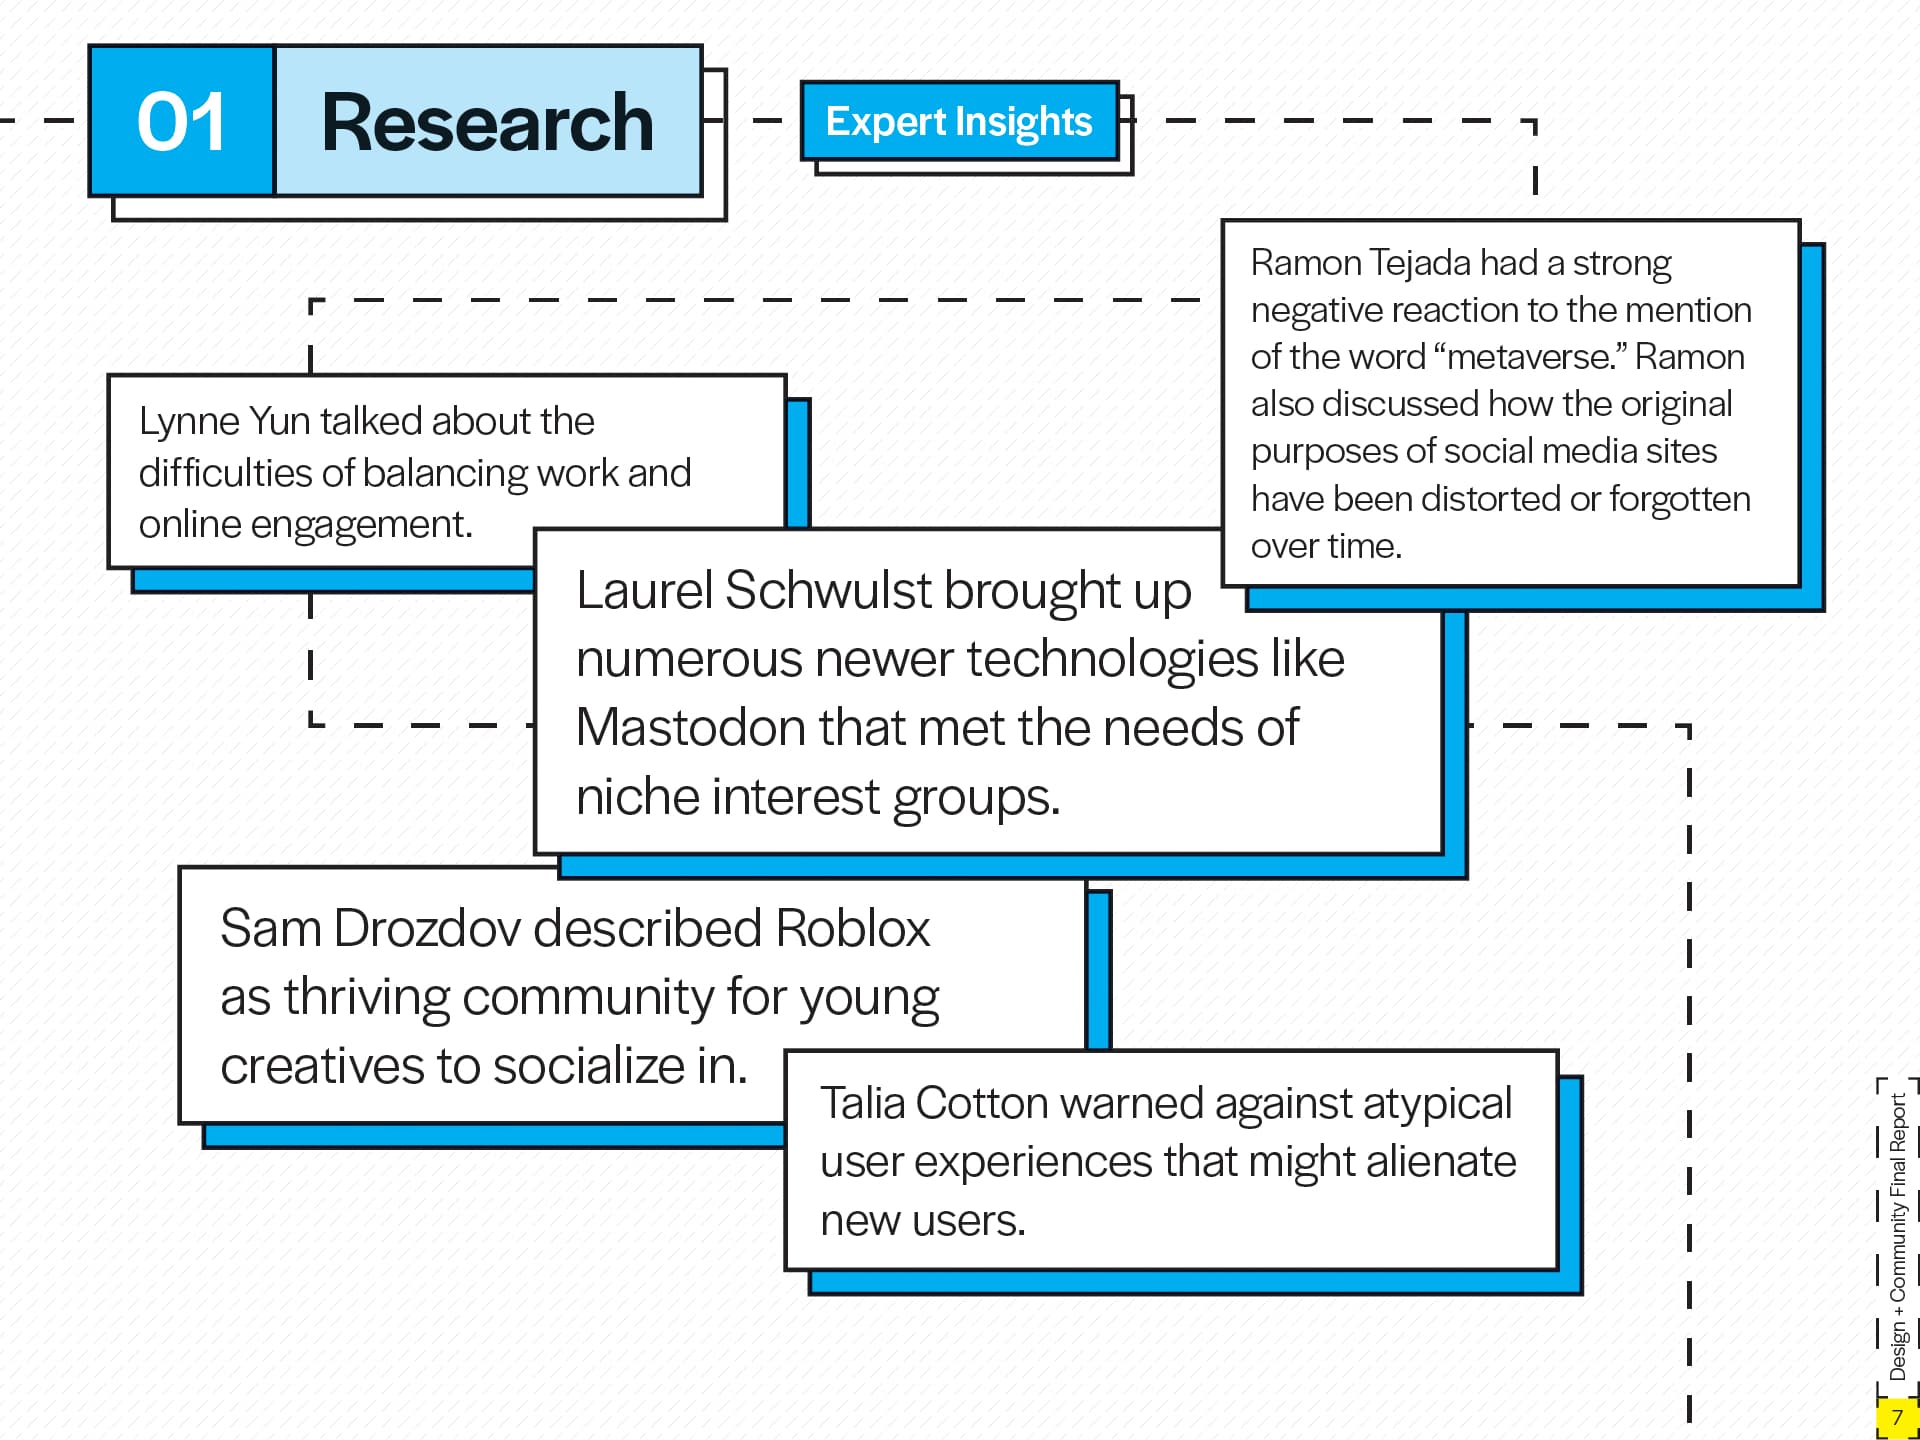 01
Research
Expert Insights
Ramon Tejada had a strong
negative reaction to the mention
of the word “metaverse.” Ramon
also discussed how the original
purposes of social media sites
have been distorted or forgotten
over time.
Lynne Yun talked about the
difficulties of balancing work and
online engagement.
Laurel Schwulst brought up
numerous newer technologies like
Mastodon that met the needs of
niche interest groups.
Sam Drozdov described Roblox
as thriving community for young
creatives to socialize in.
Talia Cotton warned against atypical
user experiences that might alienate
new users.
Design + Community Final Report
7